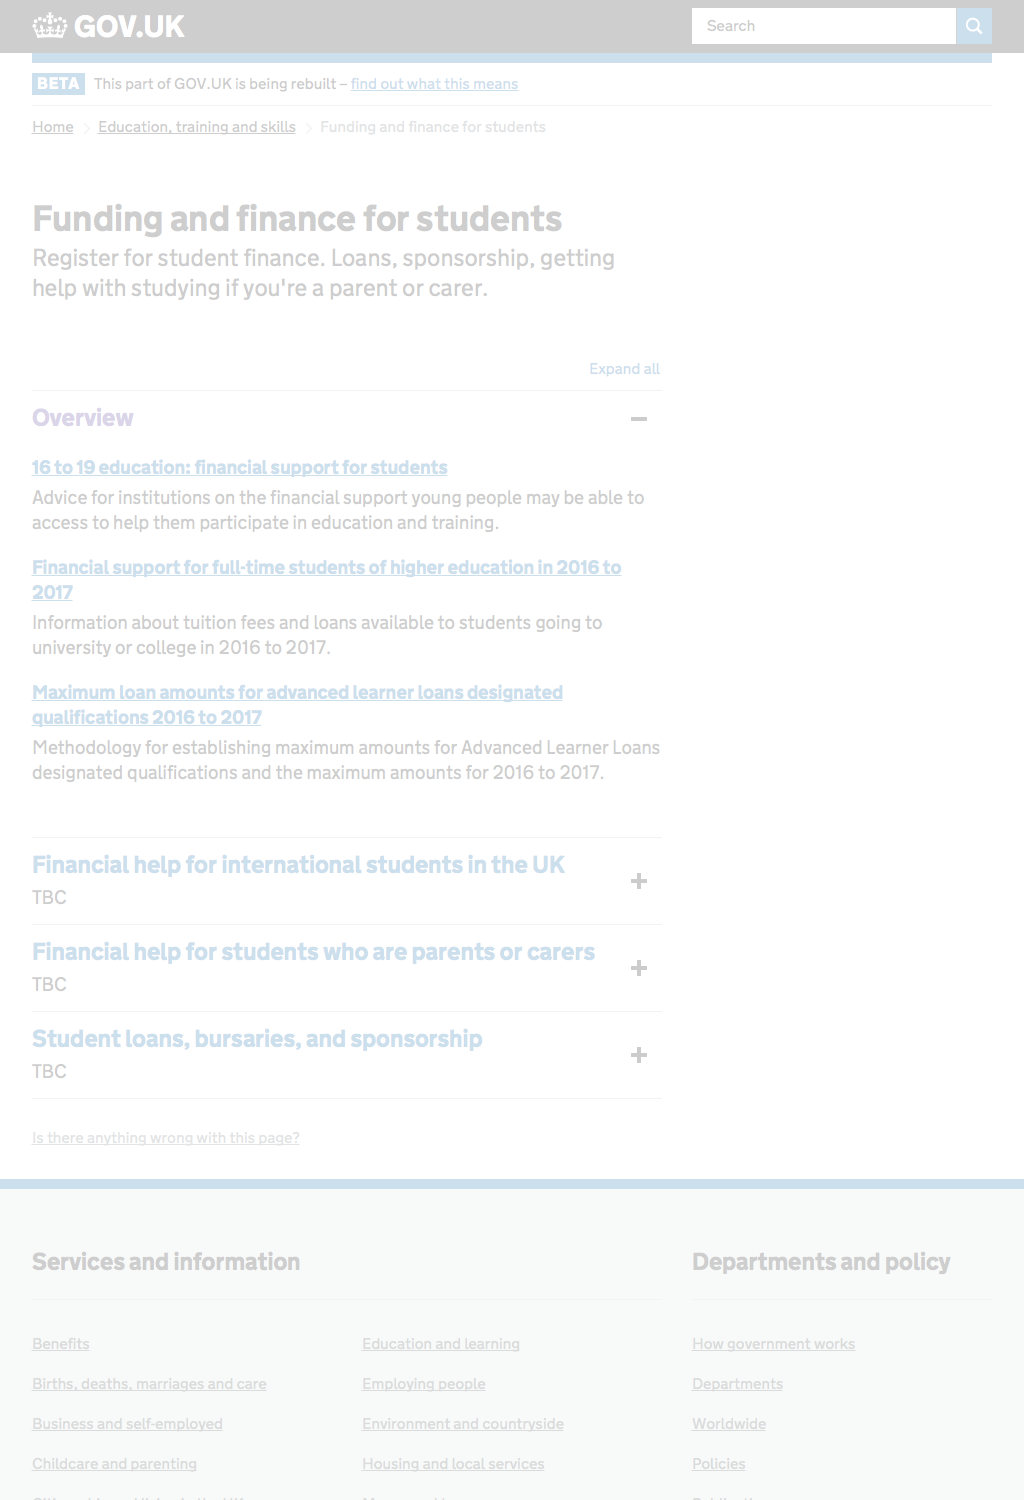 GOV.UK
Search
BETA This part of GOV.UK is being rebuilt – find out what this means
Home Education, training and skills Funding and finance for students
Funding and finance for students
Register for student finance. Loans, sponsorship, getting
help with studying if you're a parent or carer.
Expand all
Overview
16 to 19 education: financial support for students
Advice for institutions on the financial support young people may be able to
access to help them participate in education and training.
Financial support for full-time students of higher education in 2016 to
2017
Information about tuition fees and loans available to students going to
university or college in 2016 to 2017.
Maximum loan amounts for advanced learner loans designated
qualifications 2016 to 2017
Methodology for establishing maximum amounts for Advanced Learner Loans
designated qualifications and the maximum amounts for 2016 to 2017.
Financial help for international students in the UK
TBC
Financial help for students who are parents or carers
TBC
Student loans, bursaries, and sponsorship
TBC
Is there anything wrong with this page?
Services and information
Departments and policy
Benefits
Education and learning
How government works
Births, deaths, marriages and care
Employing people
Departments
Business and self-employed
Environment and countryside
Worldwide
Childcare and parenting
Housing and local services
Policies